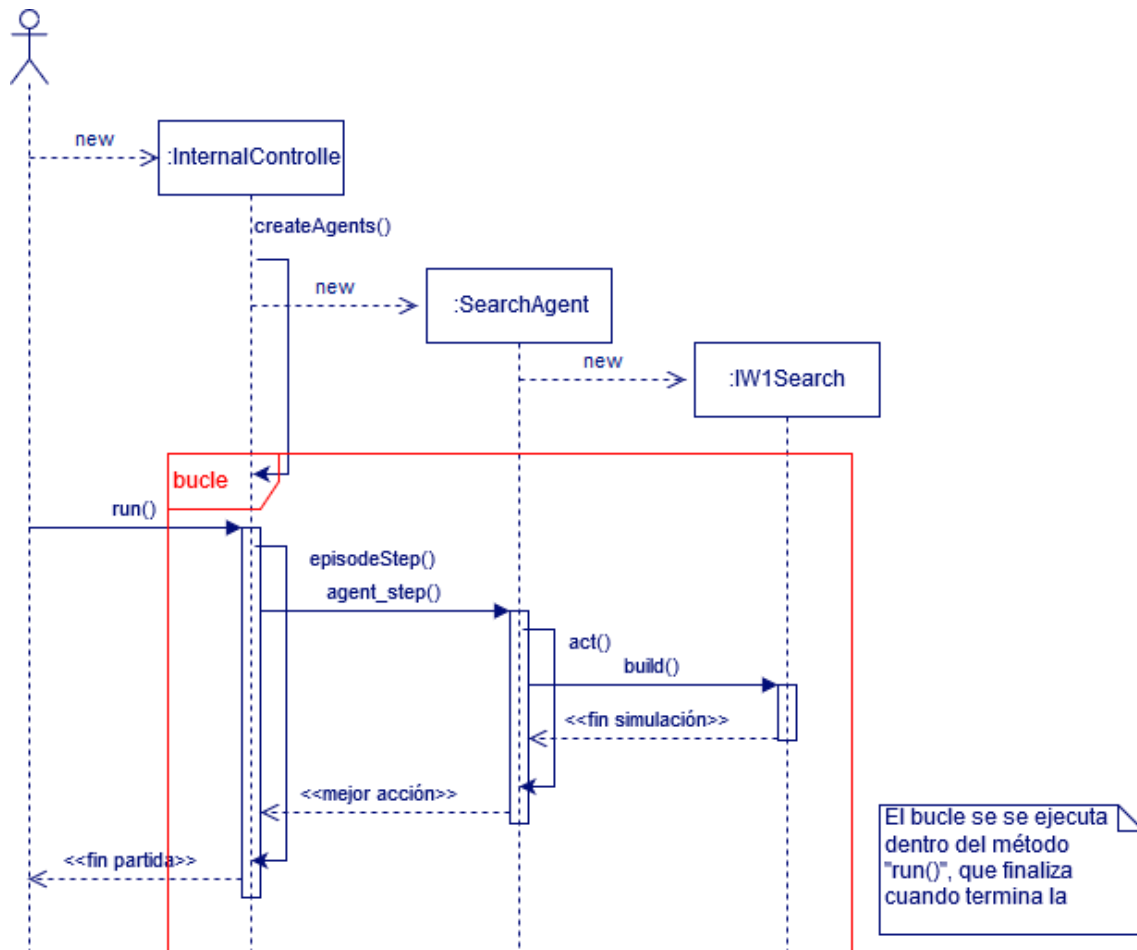 new
:InternalControlle
createAgents()
new
:SearchAgent
new
:IW1Search
bucle
run()
episodeStep()
agent_step()
act()
build()
<<fin simulación>>
<<mejor acción>>
<<fin partida>>
El bucle se se ejecuta
dentro del método
"run()", que finaliza
cuando termina la